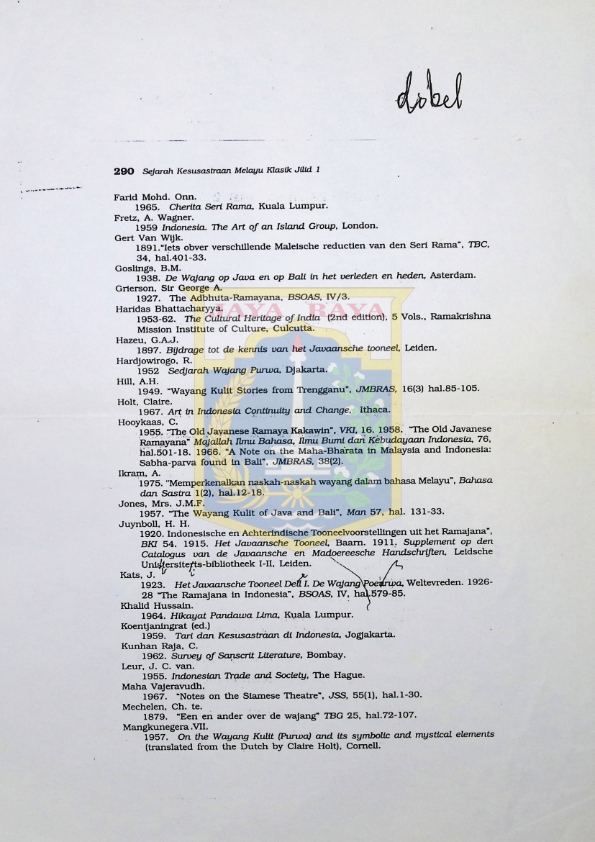 dobel
290 Sejarah Kesusastraan Melayu Klasik Jilid 1
Farid Mohd. Onn.
1965. Cherita Seri Rama, Kuala Lumpur.
Fretz, A. Wagner.
1959 Indonesia. The Art of an Island Group, London.
Gert Van Wijk.
1891."Iets obver verschillende Maleische reductien van den Seri Rama", TBG,
34, hal.401-33.
Goslings, B.M.
1938. De Wajang op Java en op Bali in het verleden en heden, Asterdam.
Grierson, Sir George A.
1927. The Adbhuta-Ramayana, BSOAS, IV/3.
JAYA RAYA
Haridas Bhattacharyya.
1953-62. The Cultural Heritage of India (2nd edition), 5 Vols., Ramakrishna
Mission Institute of Culture, Culcutta.
Hazeu, G.A.J.
1897. Bijdrage tot de kennis van het Javaansche tooneel, Leiden.
Hardjowirogo, R.
1952 Sedjarah Wajang Purwa, Djakarta.
Hill, A.H.
1949. "Wayang Kulit Stories from Trengganu", JMBRAS, 16(3) hal.85-105.
Holt, Claire.
1967. Art in Indonesia Continuity and Change, Ithaca.
Hooykaas, C.
1955. "The Old Javanese Ramaya Kakawin", VKI, 16. 1958. "The Old Javanese
Ramayana" Majallah Ilmu Bahasa, Ilmu Bumi dan Kebudayaan Indonesia, 76,
hal.501-18. 1966. "A Note on the Maha-Bharata in Malaysia and Indonesia:
Sabha-parva found in Bali", JMBRAS, 38(2).
Ikram, A.
1975. "Memperkenalkan naskah-naskah wayang dalam bahasa Melayu", Bahasa
dan Sastra 1(2), hal.12-18.
Jones, Mrs. J.M.F.
1957. "The Wayang Kulit of Java and Bali", Man 57, hal. 131-33.
Juynboll, H. H.
1920. Indonesische en Achterindische Tooneelvoorstellingen uit het Ramajana",
BKI 54. 1915. Het Javaansche Tooneel, Baarn. 1911. Supplement op den
Catalogus van de Javaansche en Madoereesche Handschriften, Leidsche
Universiteits-bibliotheek I-II, Leiden.
Kats, J.
1923. Het Javaansche Tooneel Deel I. De Wajang Poerwa, Weltevreden. 1926-
28 "The Ramajana in Indonesia", BSOAS, IV, hal.579-85.
Khalid Hussain.
1964. Hikayat Pandawa Lima, Kuala Lumpur.
Koentjaningrat (ed.)
1959. Tari dan Kesusastraan di Indonesia, Jogjakarta.
Kunhan Raja, C.
1962. Survey of Sanscrit Literature, Bombay.
Leur, J. C. van.
1955. Indonesian Trade and Society, The Hague.
Maha Vajeravudh.
1967. "Notes on the Siamese Theatre", JSS, 55(1), hal.1-30.
Mechelen, Ch. te.
1879. "Een en ander over de wajang" TBG 25, hal.72-107.
Mangkunegera.VII.
1957. On the Wayang Kulit (Purwa) and its symbolic and mystical elements
(translated from the Dutch by Claire Holt), Cornell.